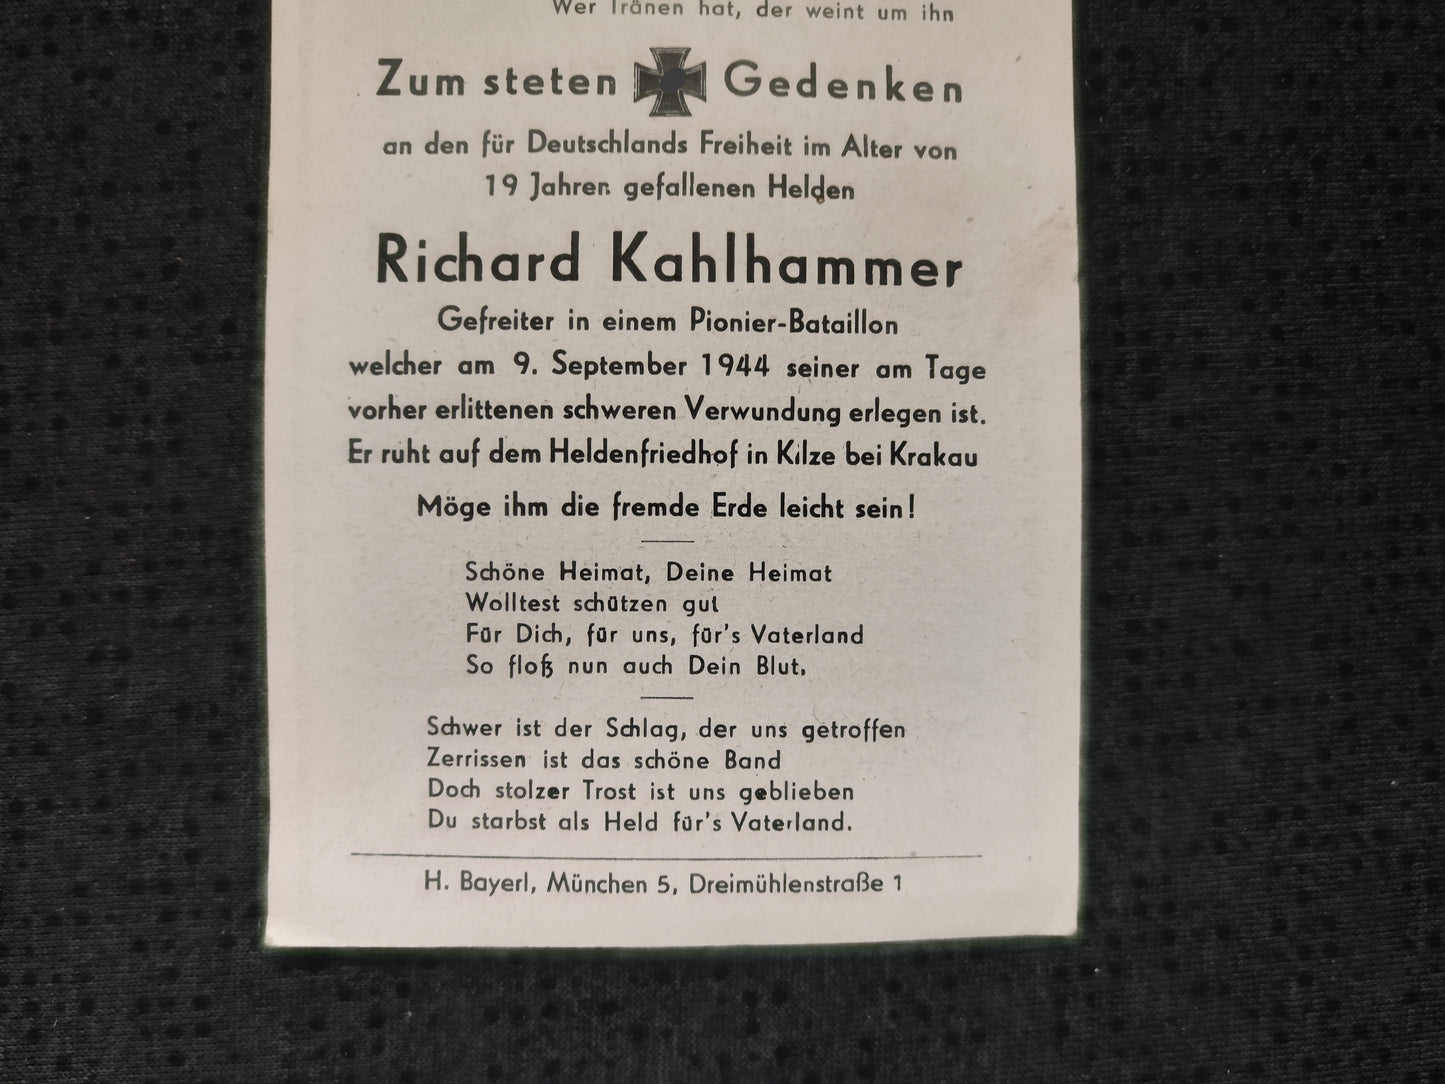 Wer Tränen hat, der weint um ihn
Zum steten Gedenken
an den für Deutschlands Freiheit im Alter von
19 Jahren gefallenen Helden
Richard Kahlhammer
Gefreiter in einem Pionier-Bataillon
welcher am 9. September 1944 seiner am Tage
vorher erlittenen schweren Verwundung erlegen ist.
Er ruht auf dem Heldenfriedhof in Kilze bei Krakau
Möge ihm die fremde Erde leicht sein!
Schöne Heimat, Deine Heimat
Wolltest schützen gut
Für Dich, für uns, für's Vaterland
So floß nun auch Dein Blut.
Schwer ist der Schlag, der uns getroffen
Zerrissen ist das schöne Band
Doch stolzer Trost ist uns geblieben
Du starbst als Held für's Vaterland.
H. Bayerl, München 5, Dreimühlenstraße 1